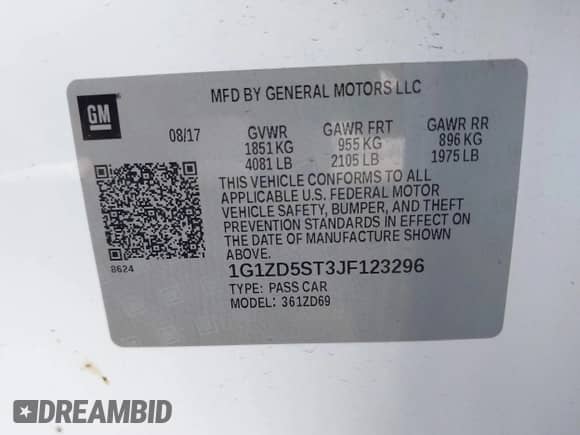 MFD BY GENERAL MOTORS LLC
GM
08/17 GVWR GAWR FRT GAWR RR
1851 KG 955 KG 896 KG
4081 LB 2105 LB 1975 LB
THIS VEHICLE CONFORMS TO ALL
APPLICABLE U.S. FEDERAL MOTOR
VEHICLE SAFETY, BUMPER, AND THEFT
PREVENTION STANDARDS IN EFFECT ON
THE DATE OF MANUFACTURE SHOWN
ABOVE.
8624
1G1ZD5ST3JF123296
TYPE: PASS CAR
MODEL: 361ZD69
DREAMBID